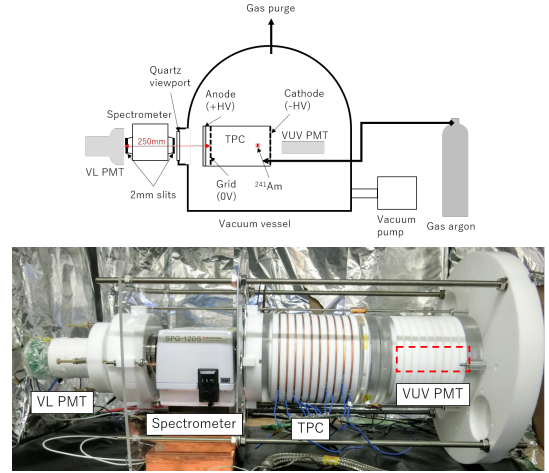 Gas purge
Quartz
viewport
Anode
(+HV)
Cathode
(-HV)
Spectrometer
TPC
VUV PMT
250mm
VL PMT
2mm slits
Grid
(0V)
241Am
Vacuum vessel
Vacuum
pump
Gas argon
SPG-120S
VL PMT
Spectrometer
TPC
VUV PMT